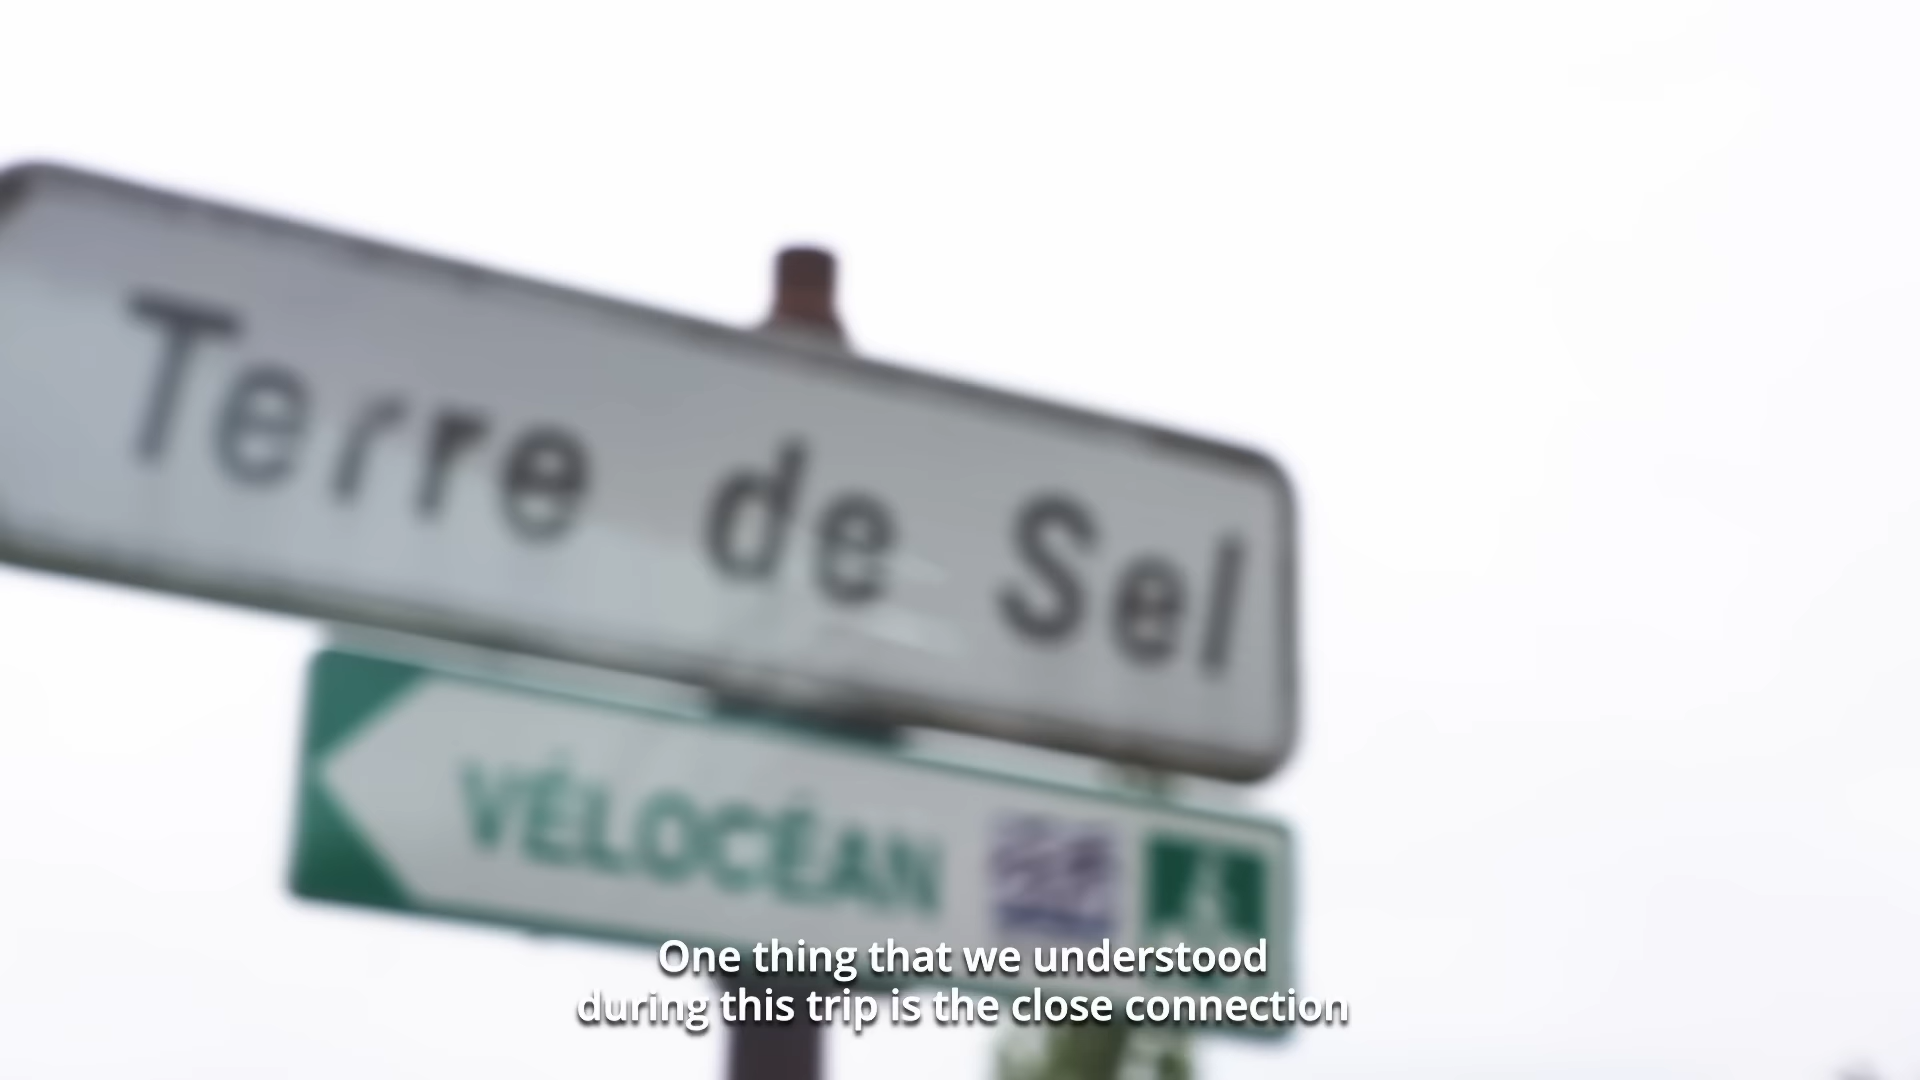 Terre de Sel
VÉLOCÉAN
One thing that we understood
during this trip is the close connection